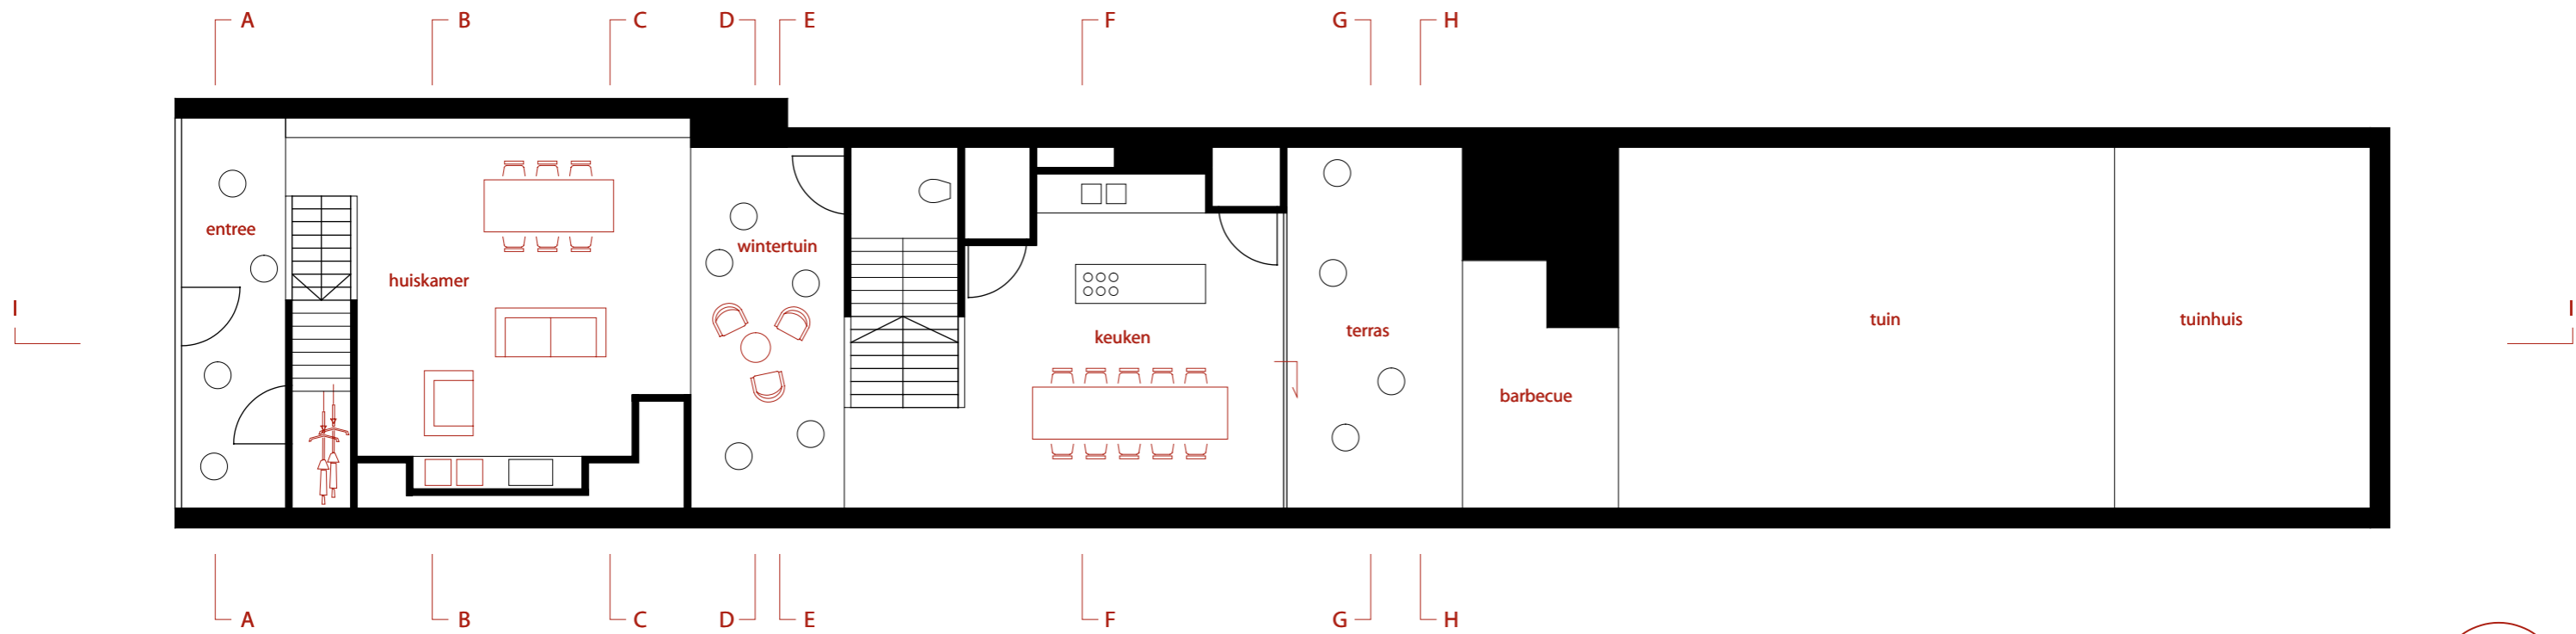 A B C D E F G H
entree
huiskamer
wintertuin
keuken
terras
barbecue
tuin
tuinhuis
I I
A B C D E F G H